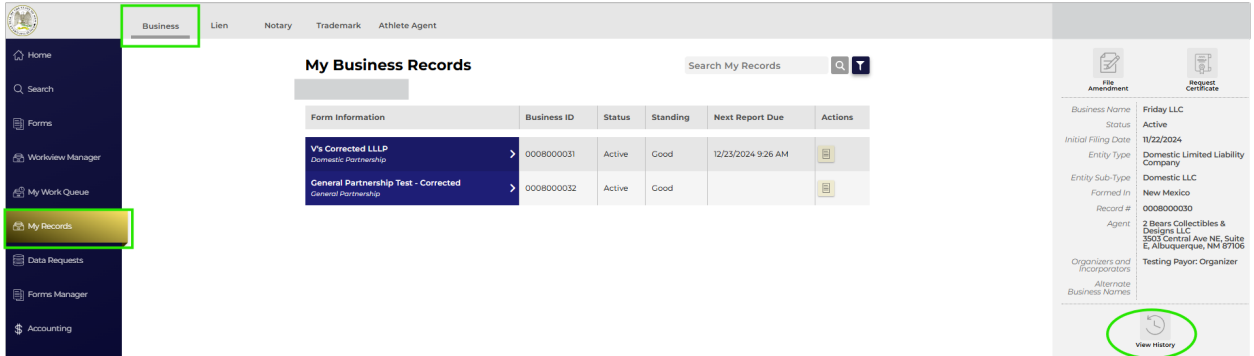 Business Lien Notary Trademark Athlete Agent
Home
Search
Forms
Workview Manager
My Work Queue
My Records
Data Requests
Forms Manager
$ Accounting
My Business Records
Search My Records
Form Information Business ID Status Standing Next Report Due Actions
V's Corrected LLLP
Domestic Partnership
0008000031 Active Good 12/23/2024 9:26 AM
General Partnership Test - Corrected
General Partnership
0008000032 Active Good
File
Amendment
Request
Certificate
Business Name Friday LLC
Status Active
Initial Filing Date 11/22/2024
Entity Type Domestic Limited Liability
Company
Entity Sub-Type Domestic LLC
Formed In New Mexico
Record # 0008000030
Agent 2 Bears Collectibles &
Designs LLC
3503 Central Ave NE, Suite
E, Albuquerque, NM 87106
Organizers and
Incorporators
Testing Payor: Organizer
Alternate
Business Names
View History